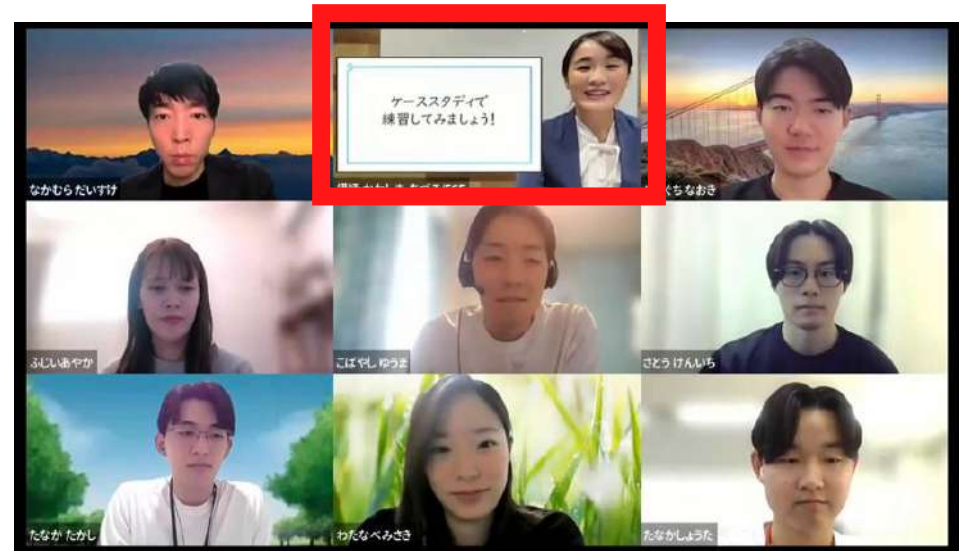 ケーススタディで
練習してみましょう!
なかむら だいすけ
ぐち なおき
ふじい あやか
こばやし ゆうま
さとう けんいち
たなか たかし
わたなべ みさき
たなか しょうた